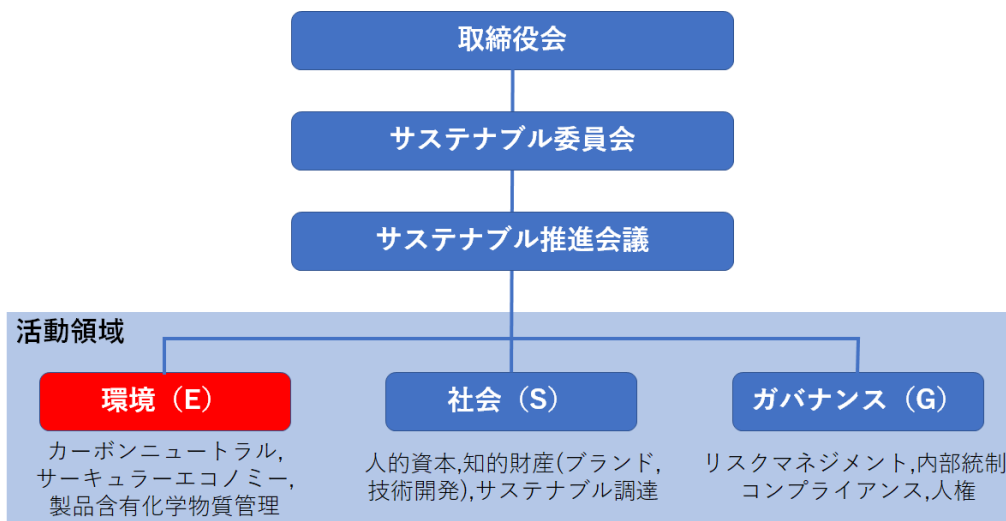 取締役会
サステナブル委員会
サステナブル推進会議
活動領域
環境（E）
カーボンニュートラル,
サーキュラーエコノミー,
製品含有化学物質管理
社会（S）
人的資本,知的財産(ブランド,
技術開発),サステナブル調達
ガバナンス（G）
リスクマネジメント,内部統制
コンプライアンス,人権